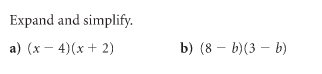 Expand and simplify.
a) (x − 4)(x + 2) b) (8 − b)(3 − b)